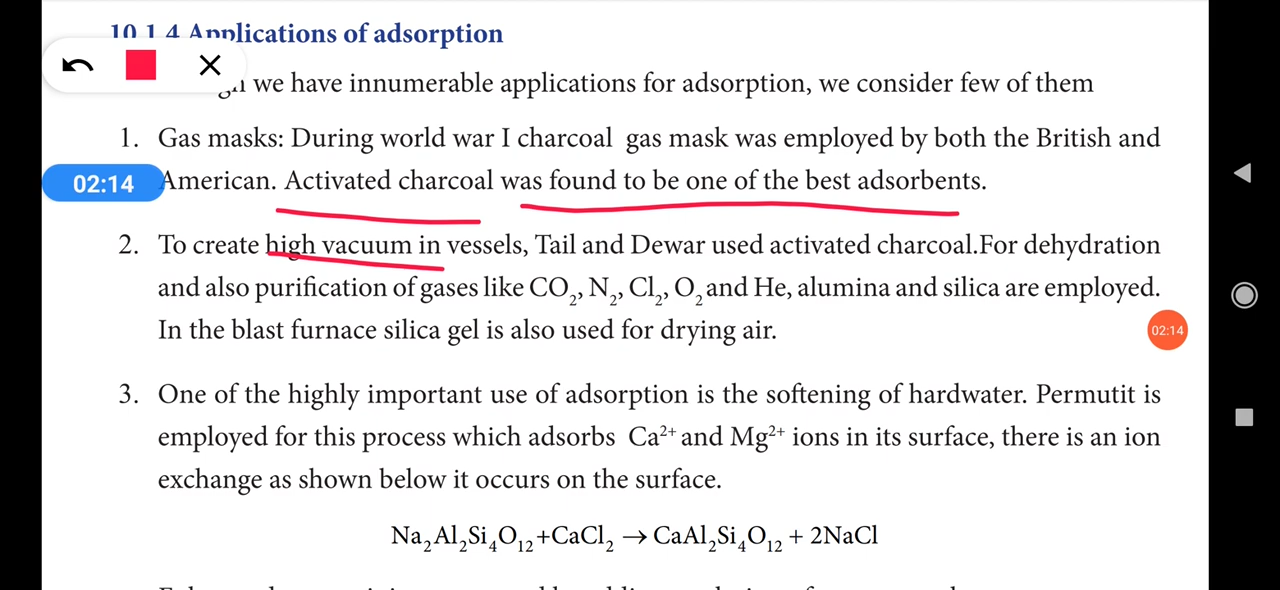 10.1.4 Applications of adsorption
we have innumerable applications for adsorption, we consider few of them
1. Gas masks: During world war I charcoal gas mask was employed by both the British and
02:14 American. Activated charcoal was found to be one of the best adsorbents.
2. To create high vacuum in vessels, Tail and Dewar used activated charcoal.For dehydration
and also purification of gases like CO₂, N₂, Cl₂, O₂ and He, alumina and silica are employed.
In the blast furnace silica gel is also used for drying air.
02:14
3. One of the highly important use of adsorption is the softening of hardwater. Permutit is
employed for this process which adsorbs Ca²⁺ and Mg²⁺ ions in its surface, there is an ion
exchange as shown below it occurs on the surface.
Na₂Al₂Si₄O₁₂+CaCl₂ → CaAl₂Si₄O₁₂ + 2NaCl